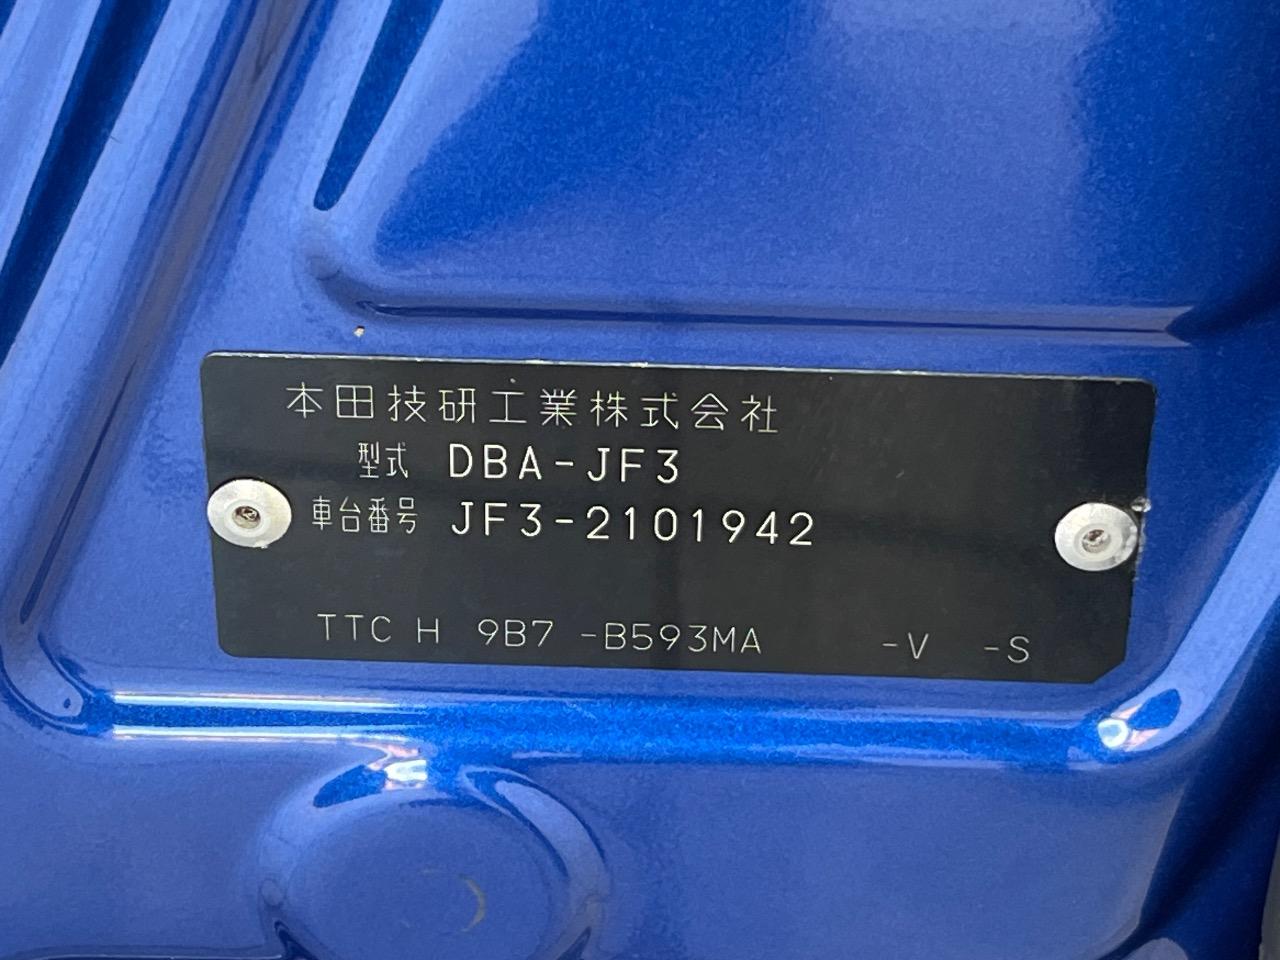 本田技研工業株式会社
型式 DBA-JF3
車台番号 JF3-2101942
TTC H 9B7 -B593MA -V -S